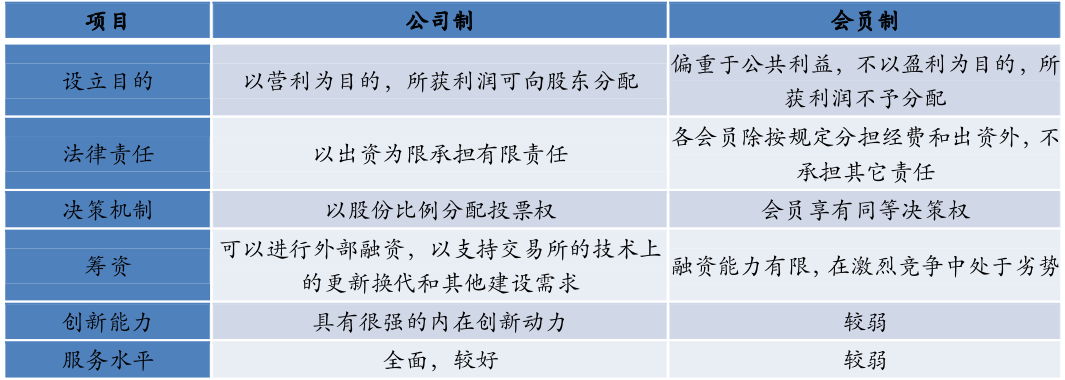 项目 公司制 会员制
设立目的 以营利为目的，所获利润可向股东分配 偏重于公共利益，不以盈利为目的，所
获利润不予分配
法律责任 以出资为限承担有限责任 各会员除按规定分担经费和出资外，不
承担其它责任
决策机制 以股份比例分配投票权 会员享有同等决策权
筹资 可以进行外部融资，以支持交易所的技术上
的更新换代和其他建设需求 融资能力有限，在激烈竞争中处于劣势
创新能力 具有很强的内在创新动力 较弱
服务水平 全面，较好 较弱